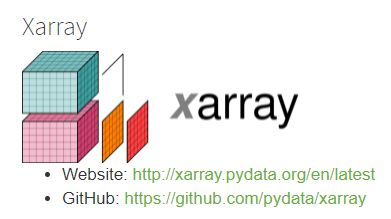 Xarray
xarray
Website: http://xarray.pydata.org/en/latest
GitHub: https://github.com/pydata/xarray